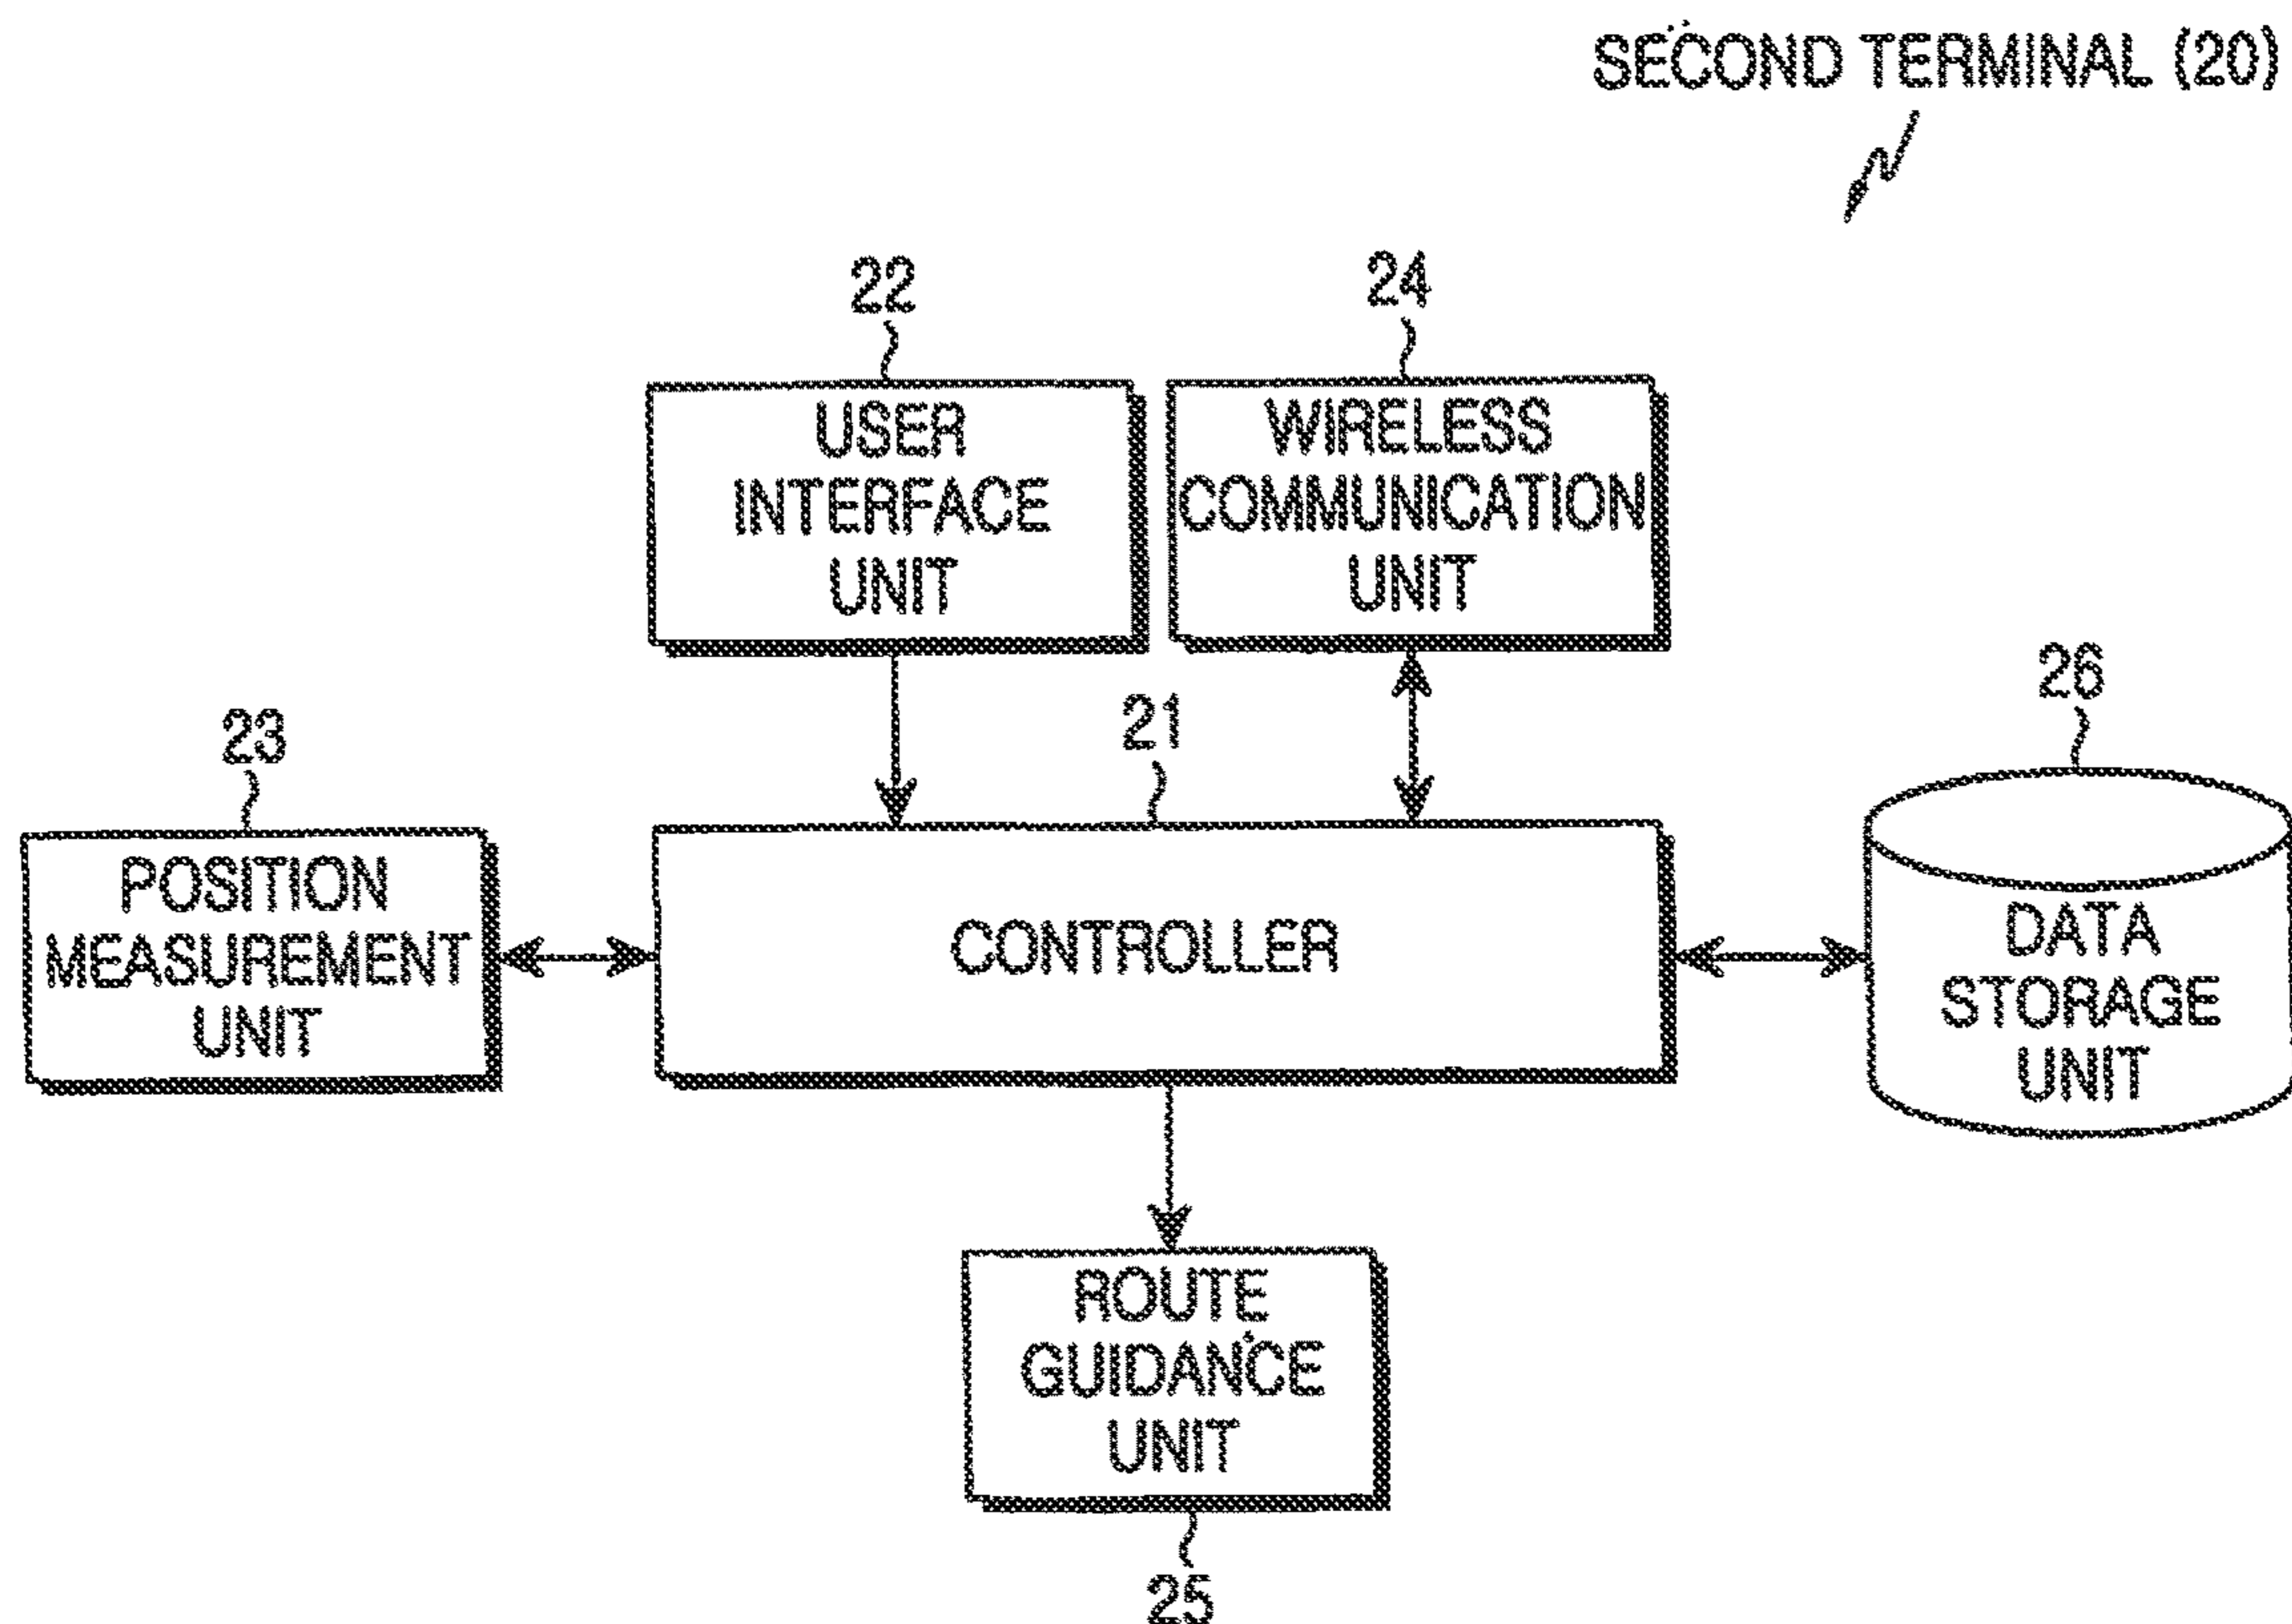 SECOND TERMINAL (20)
22
24
USER
INTERFACE
UNIT
WIRELESS
COMMUNICATION
UNIT
23
21
26
POSITION
MEASUREMENT
UNIT
CONTROLLER
DATA
STORAGE
UNIT
ROUTE
GUIDANCE
UNIT
25